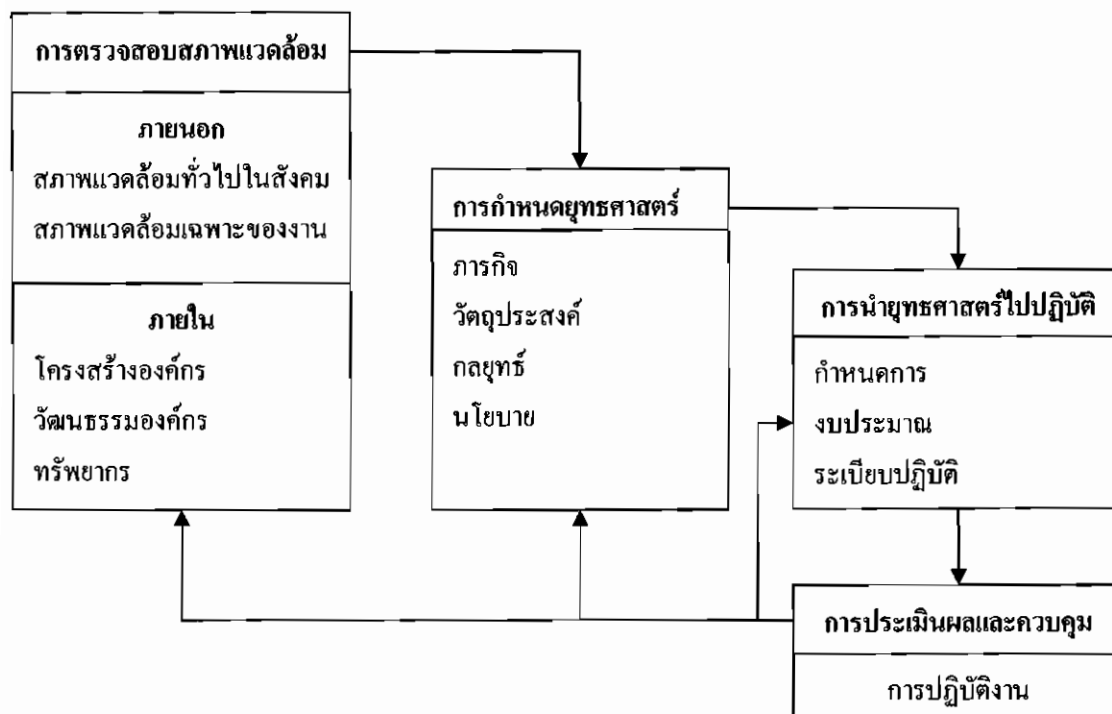 การตรวจสอบสภาพแวดล้อม
ภายนอก
สภาพแวดล้อมทั่วไปในสังคม
สภาพแวดล้อมเฉพาะของงาน
ภายใน
โครงสร้างองค์กร
วัฒนธรรมองค์กร
ทรัพยากร
การกำหนดยุทธศาสตร์
ภารกิจ
วัตถุประสงค์
กลยุทธ์
นโยบาย
การนำยุทธศาสตร์ไปปฏิบัติ
กำหนดการ
งบประมาณ
ระเบียบปฏิบัติ
การประเมินผลและควบคุม
การปฏิบัติงาน